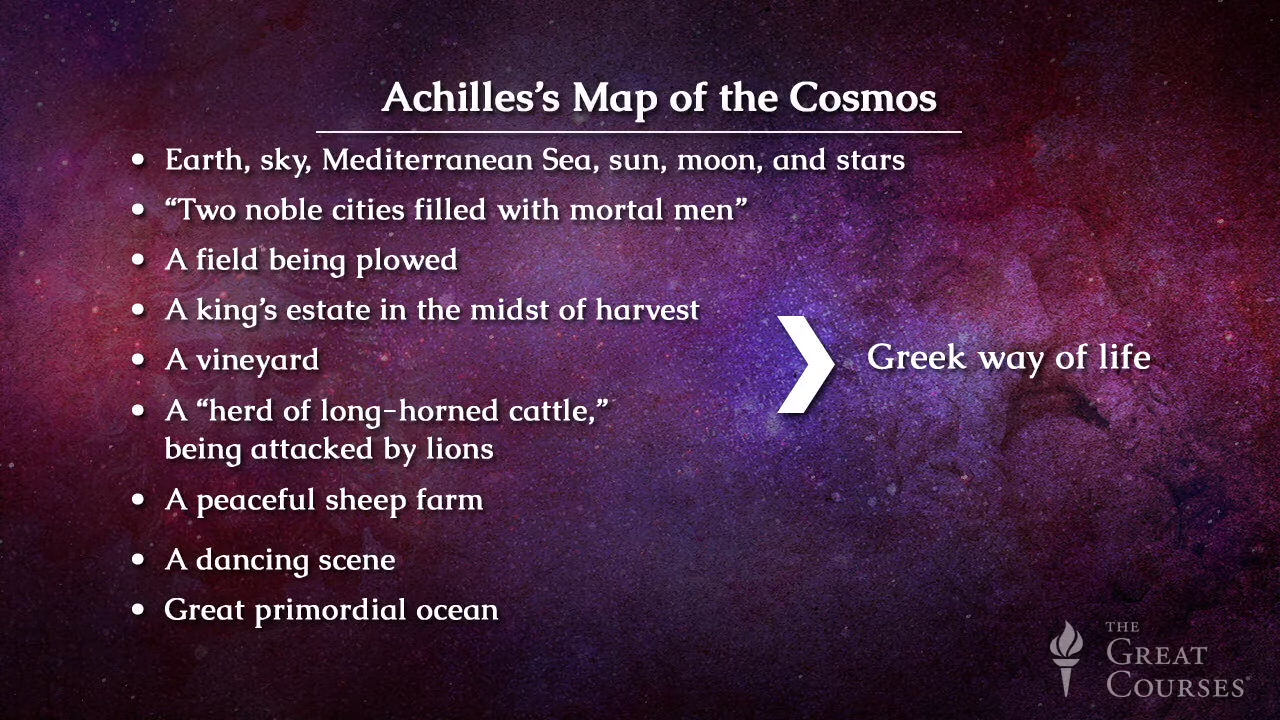 Achilles’s Map of the Cosmos
• Earth, sky, Mediterranean Sea, sun, moon, and stars
• “Two noble cities filled with mortal men”
• A field being plowed
• A king’s estate in the midst of harvest
• A vineyard
• A “herd of long-horned cattle,”
being attacked by lions
• A peaceful sheep farm
• A dancing scene
• Great primordial ocean
Greek way of life
THE
GREAT
COURSES®